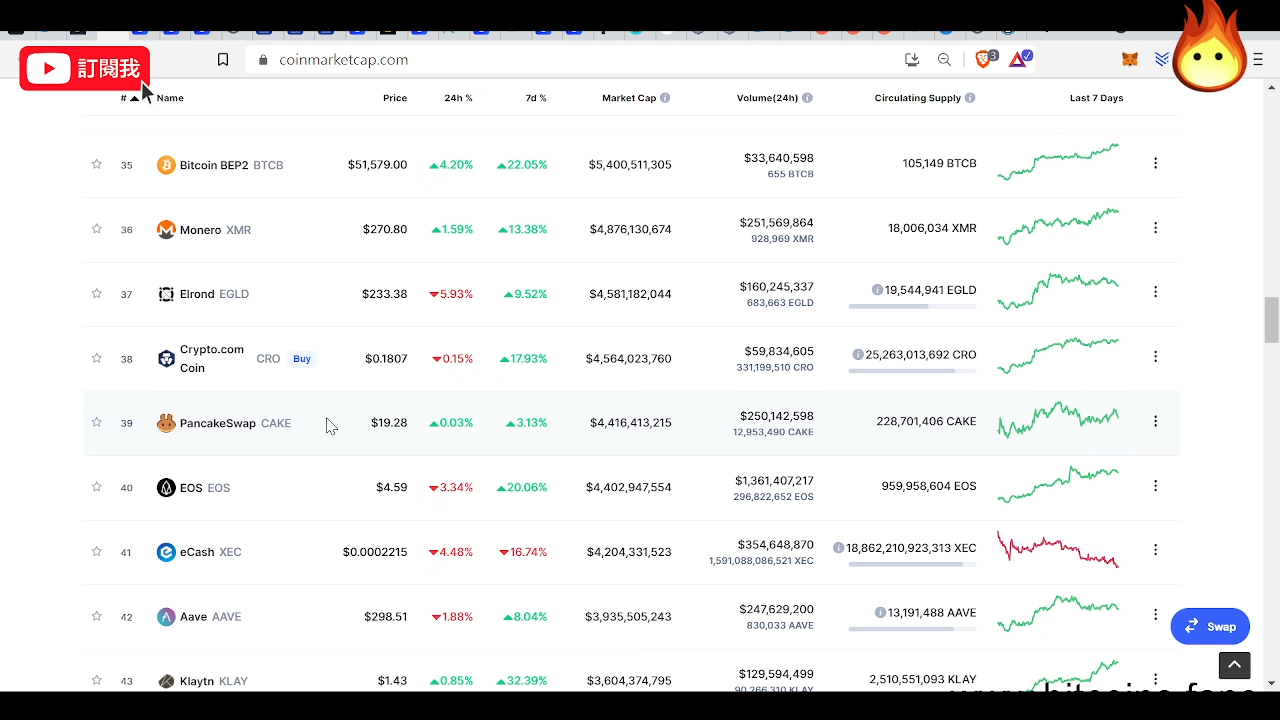 訂閱我
coinmarketcap.com
3
# Name Price 24h % 7d % Market Cap Volume(24h) Circulating Supply Last 7 Days
35 Bitcoin BEP2 BTCB $51,579.00 4.20% 22.05% $5,400,511,305 $33,640,598 105,149 BTCB
655 BTCB
36 Monero XMR $270.80 1.59% 13.38% $4,876,130,674 $251,569,864 18,006,034 XMR
928,969 XMR
37 Elrond EGLD $233.38 5.93% 9.52% $4,581,182,044 $160,245,337 19,544,941 EGLD
683,663 EGLD
38 Crypto.com Coin CRO Buy $0.1807 0.15% 17.93% $4,564,023,760 $59,834,605 25,263,013,692 CRO
331,199,510 CRO
39 PancakeSwap CAKE $19.28 0.03% 3.13% $4,416,413,215 $250,142,598 228,701,406 CAKE
12,953,490 CAKE
40 EOS EOS $4.59 3.34% 20.06% $4,402,947,554 $1,361,407,217 959,958,604 EOS
296,822,652 EOS
41 eCash XEC $0.0002215 4.48% 16.74% $4,204,331,523 $354,648,870 18,862,210,923,313 XEC
1,591,088,086,521 XEC
42 Aave AAVE $298.51 1.88% 8.04% $3,935,505,243 $247,629,200 13,191,488 AAVE
830,033 AAVE
Swap
43 Klaytn KLAY $1.43 0.85% 32.39% $3,604,374,795 $129,594,499 2,510,551,093 KLAY
90,266,310 KLAY